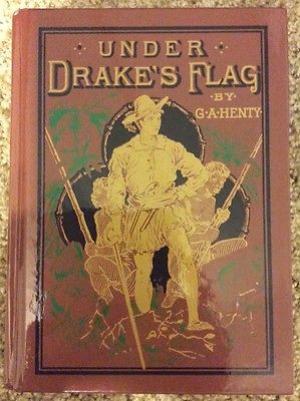 UNDER
DRAKE'S FLAG
·BY·
G·A·HENTY